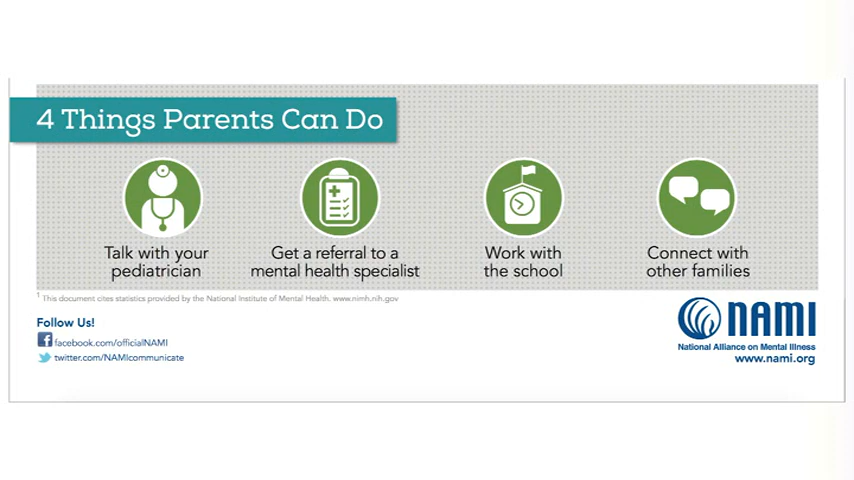 4 Things Parents Can Do
Talk with your
pediatrician
Get a referral to a
mental health specialist
Work with
the school
Connect with
other families
1 This document cites statistics provided by the National Institute of Mental Health. www.nimh.nih.gov
Follow Us!
facebook.com/officialNAMI
twitter.com/NAMIcommunicate
NAMI
National Alliance on Mental Illness
www.nami.org